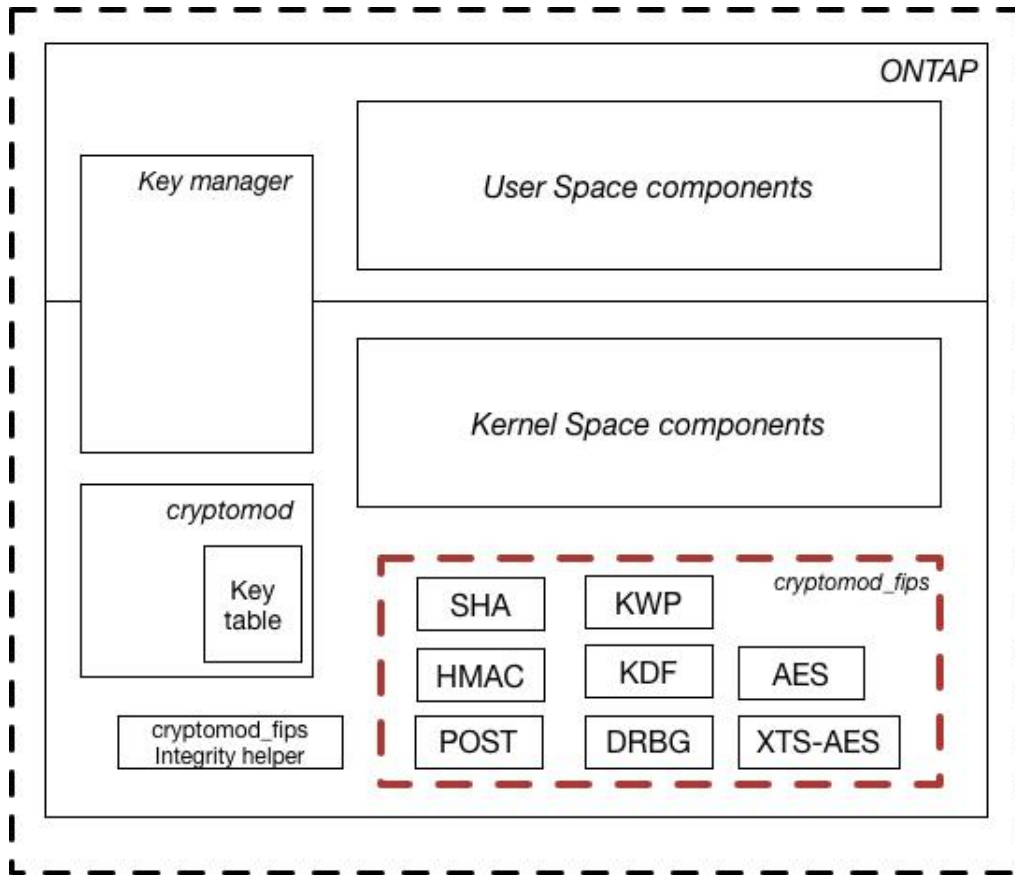 ONTAP
Key manager
User Space components
Kernel Space components
cryptomod
Key
table
cryptomod_fips
SHA
KWP
HMAC
KDF
AES
POST
DRBG
XTS-AES
cryptomod_fips
Integrity helper